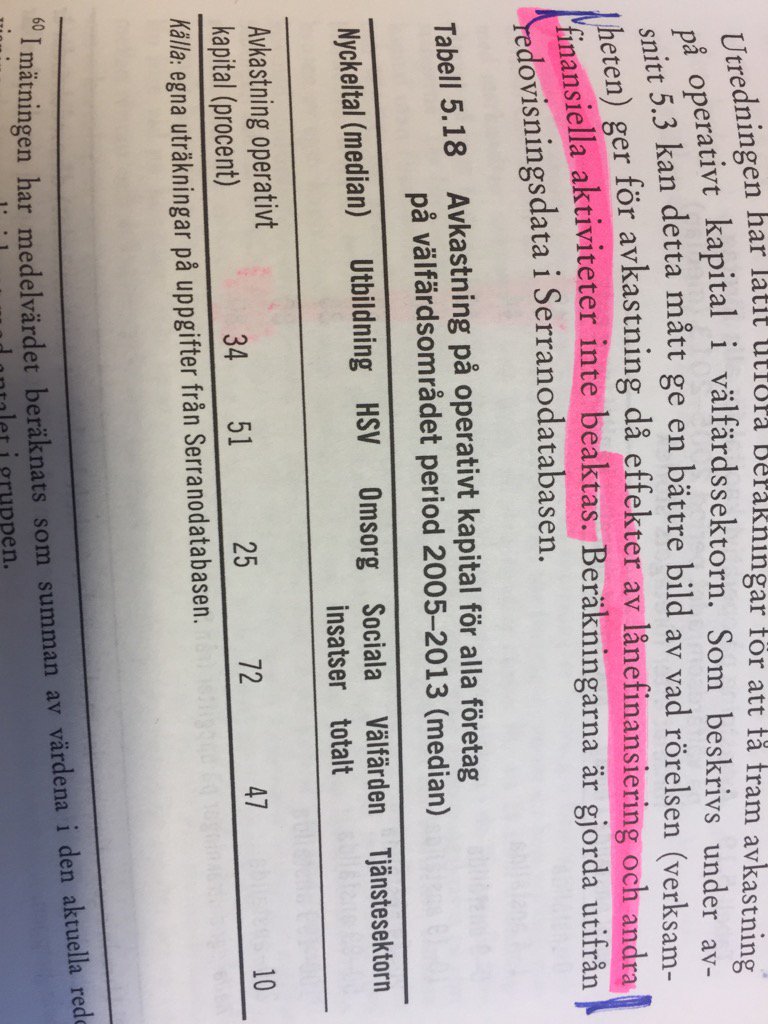 Utredningen har låtit utföra beräkningar för att få fram avkastning
på operativt kapital i välfärdssektorn. Som beskrivs under av-
snitt 5.3 kan detta mått ge en bättre bild av vad rörelsen (verksam-
heten) ger för avkastning då effekter av lånefinansiering och andra
finansiella aktiviteter inte beaktas. Beräkningarna är gjorda utifrån
redovisningsdata i Serranodatabasen.
Tabell 5.18 Avkastning på operativt kapital för alla företag
på välfärdsområdet period 2005–2013 (median)
Nyckeltal (median) Utbildning HSV Omsorg Sociala Välfärden Tjänstesektorn
insatser totalt
Avkastning operativt
kapital (procent) 34 51 25 72 47 10
Källa: egna uträkningar på uppgifter från Serranodatabasen.
60 I mätningen har medelvärdet beräknats som summan av värdena i den aktuella
i gruppen.